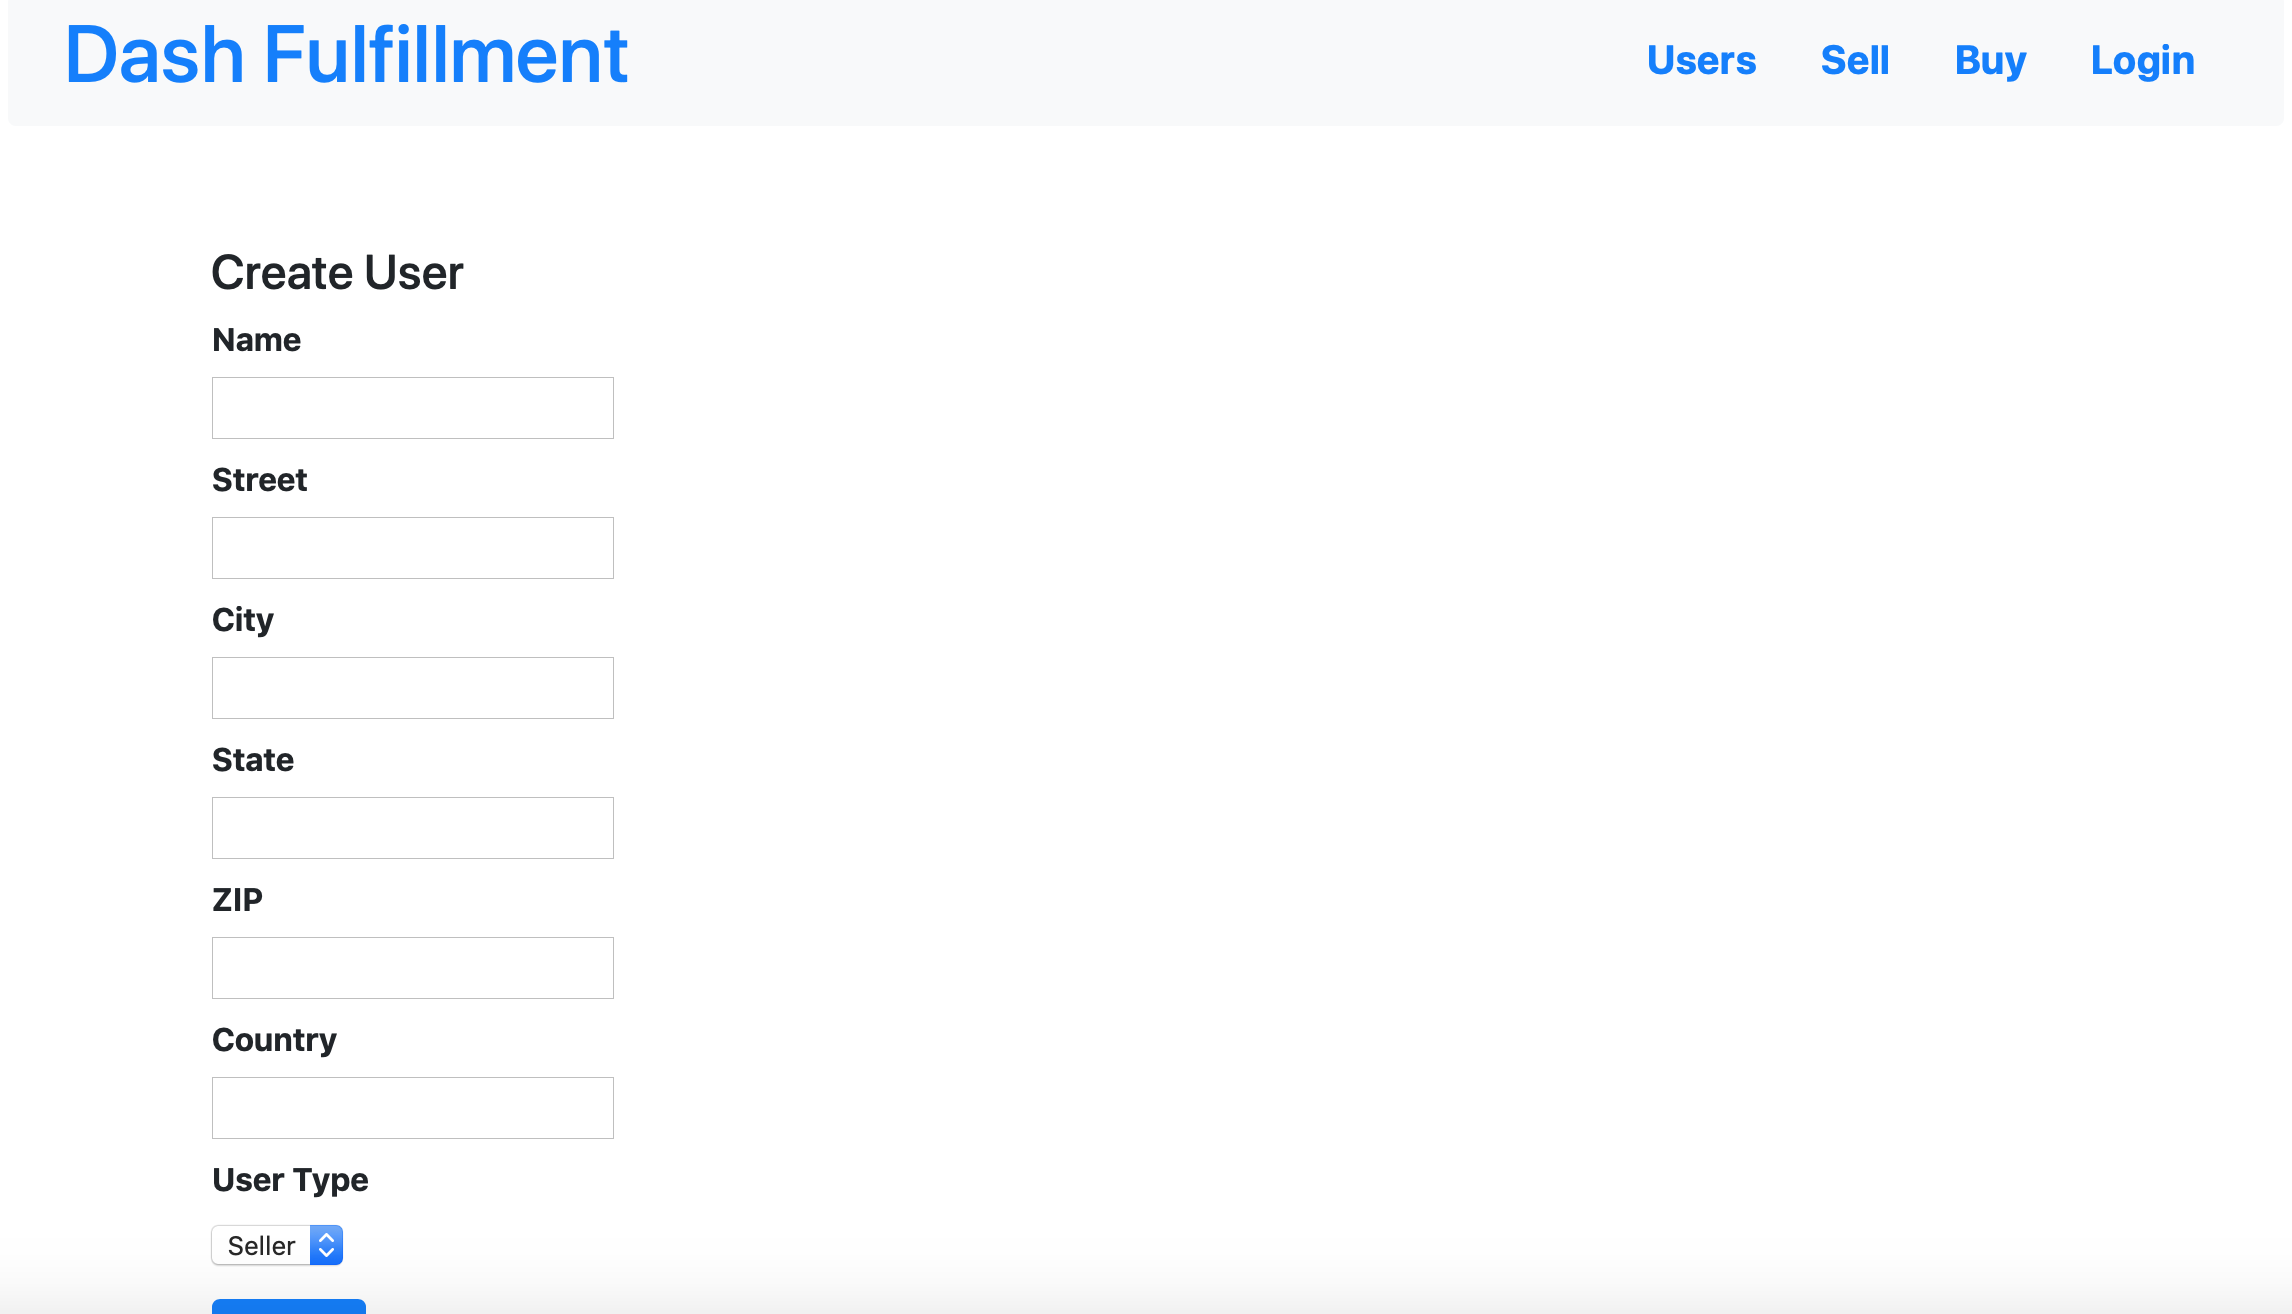 Dash Fulfillment
Users Sell Buy Login
Create User
Name
Street
City
State
ZIP
Country
User Type
Seller